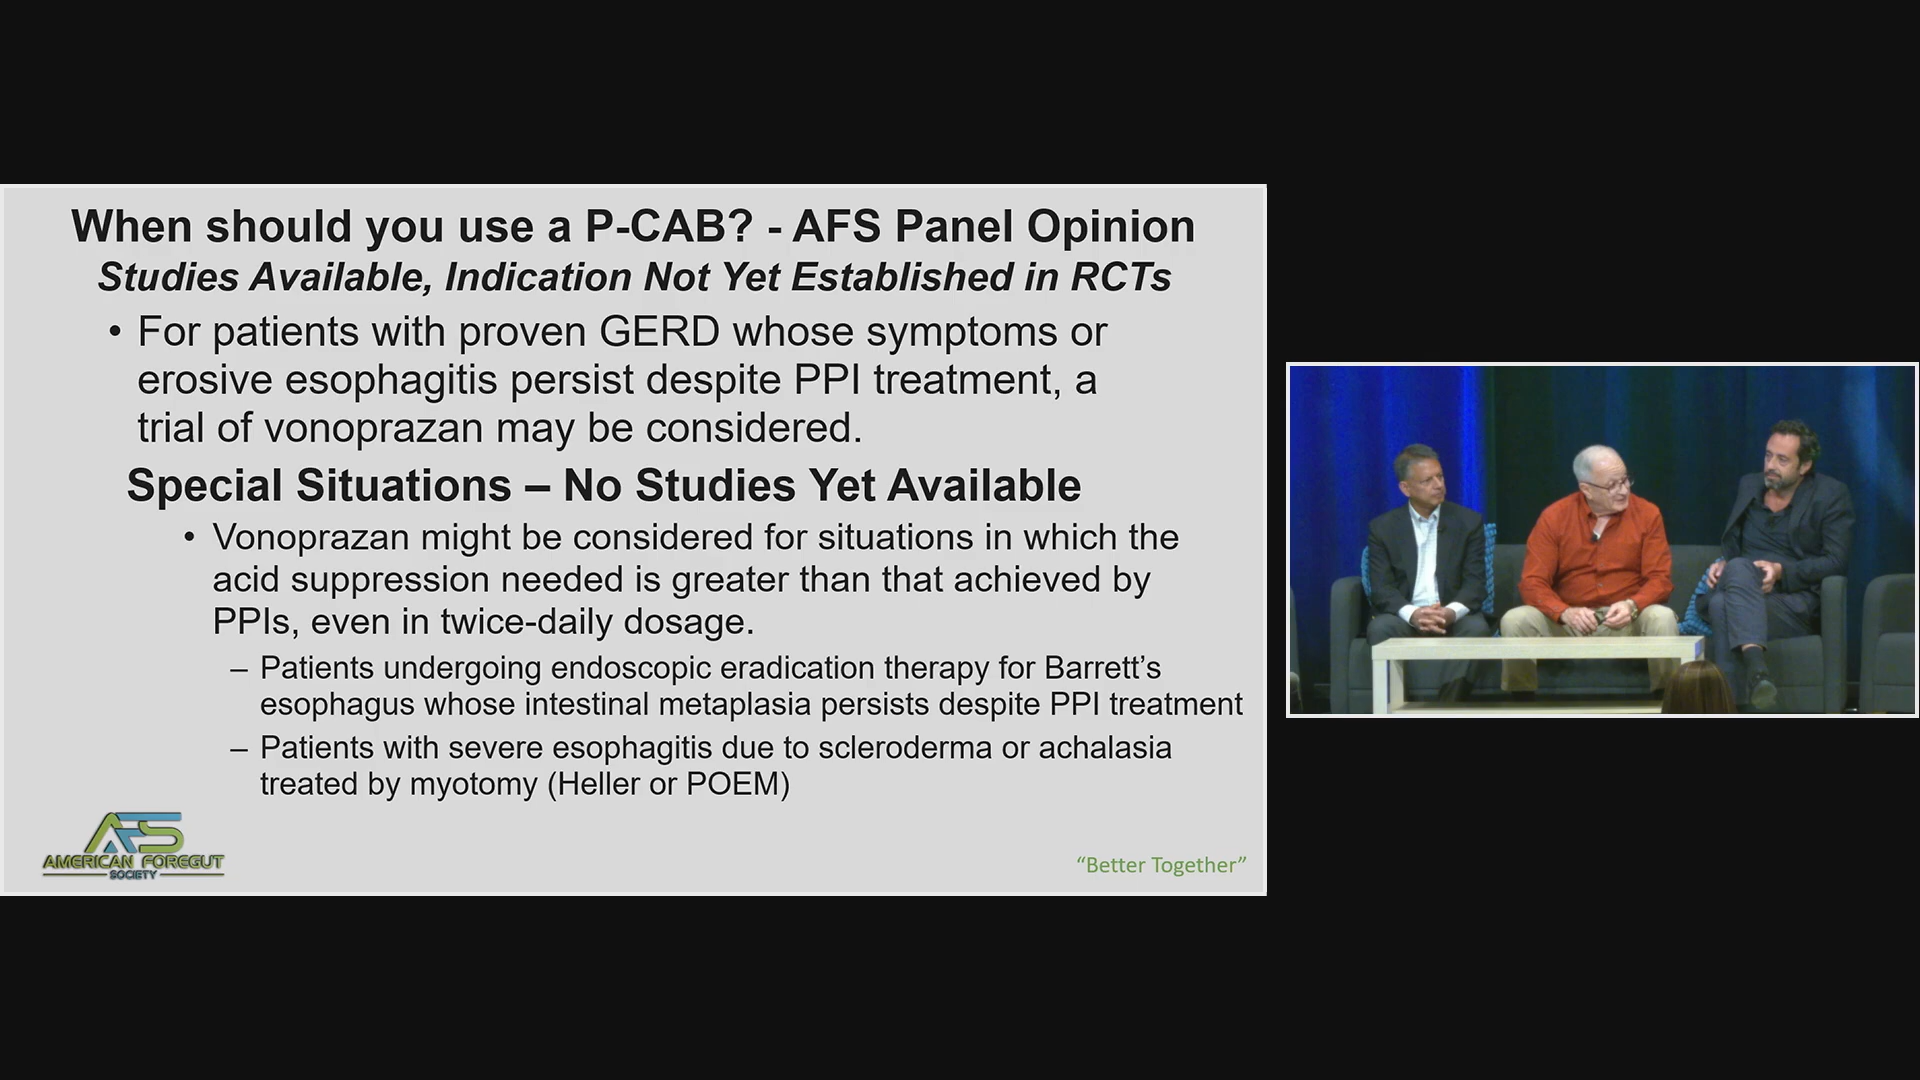 When should you use a P-CAB? - AFS Panel Opinion
Studies Available, Indication Not Yet Established in RCTs
• For patients with proven GERD whose symptoms or
erosive esophagitis persist despite PPI treatment, a
trial of vonoprazan may be considered.
Special Situations – No Studies Yet Available
• Vonoprazan might be considered for situations in which the
acid suppression needed is greater than that achieved by
PPIs, even in twice-daily dosage.
– Patients undergoing endoscopic eradication therapy for Barrett’s
esophagus whose intestinal metaplasia persists despite PPI treatment
– Patients with severe esophagitis due to scleroderma or achalasia
treated by myotomy (Heller or POEM)
AFS
AMERICAN FOREGUT
SOCIETY
“Better Together”